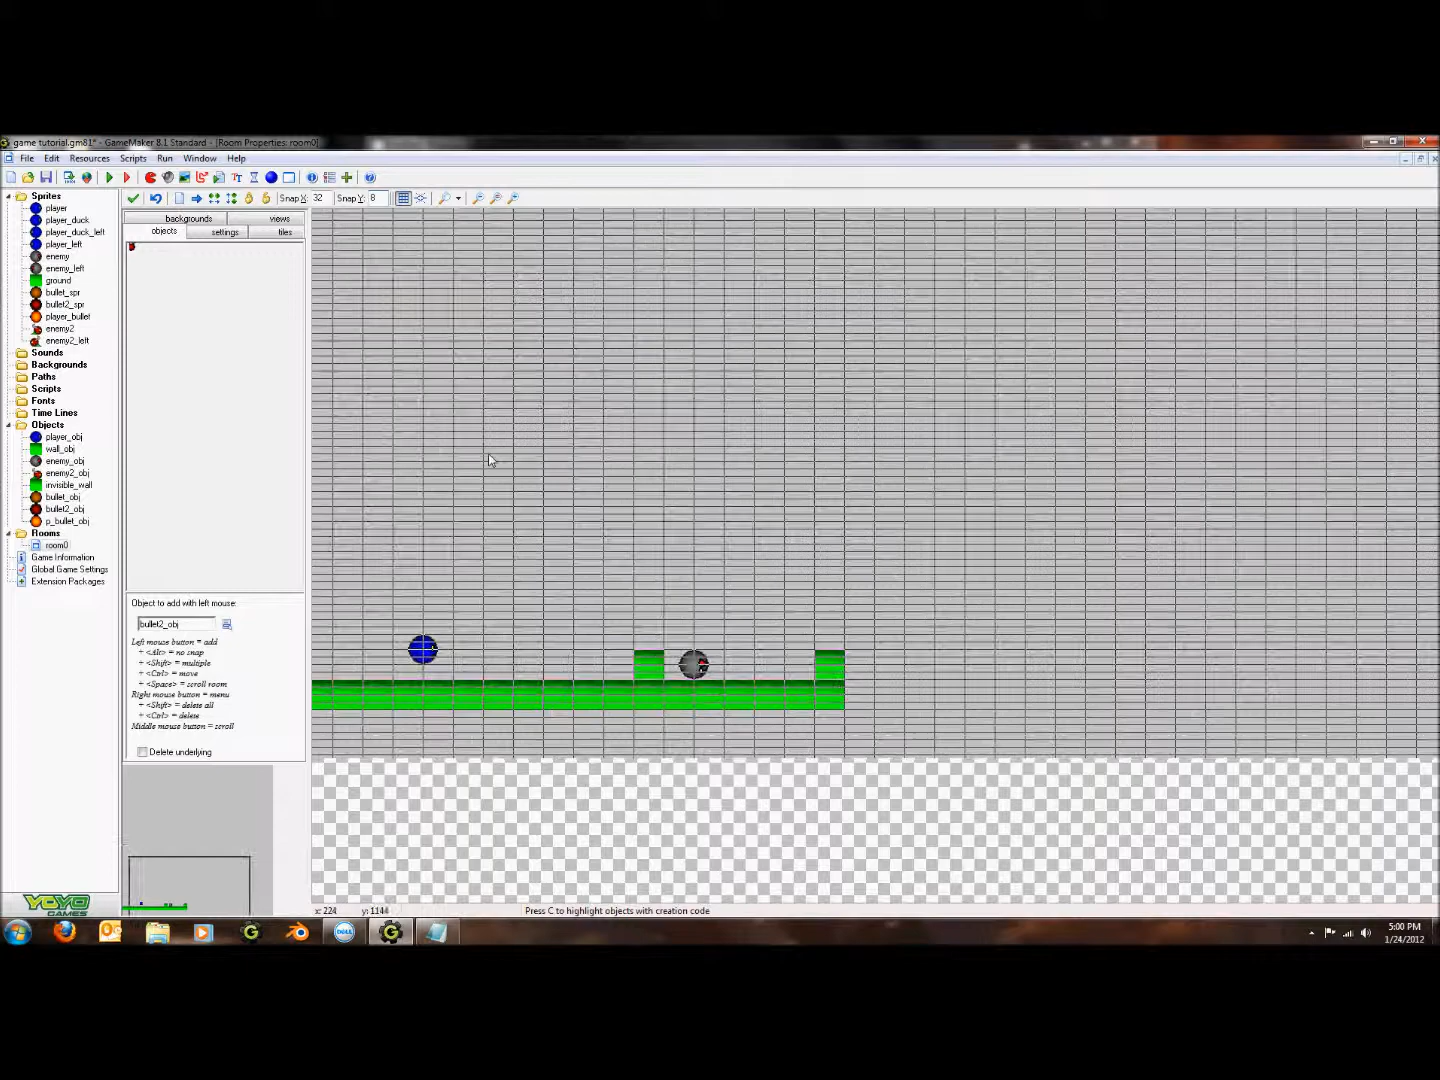 game tutorial.gm81* - GameMaker 8.1 Standard - [Room Properties: room0]
File Edit Resources Scripts Run Window Help
Snap X: 32 Snap Y: 8
Sprites
player
player_duck
player_duck_left
player_left
enemy
enemy_left
ground
bullet_spr
bullet2_spr
player_bullet
enemy2
enemy2_left
Sounds
Backgrounds
Paths
Scripts
Fonts
Time Lines
Objects
player_obj
wall_obj
enemy_obj
enemy2_obj
invisible_wall
bullet_obj
bullet2_obj
p_bullet_obj
Rooms
room0
Game Information
Global Game Settings
Extension Packages
backgrounds views
objects settings tiles
Object to add with left mouse:
bullet2_obj
Left mouse button = add
+ <Alt> = no snap
+ <Shift> = multiple
+ <Ctrl> = move
+ <Space> = scroll room
Right mouse button = menu
+ <Shift> = delete all
+ <Ctrl> = delete
Middle mouse button = scroll
Delete underlying
YOYO
GAMES
x: 224 y: 1144 Press C to highlight objects with creation code
DELL
5:00 PM
1/24/2012